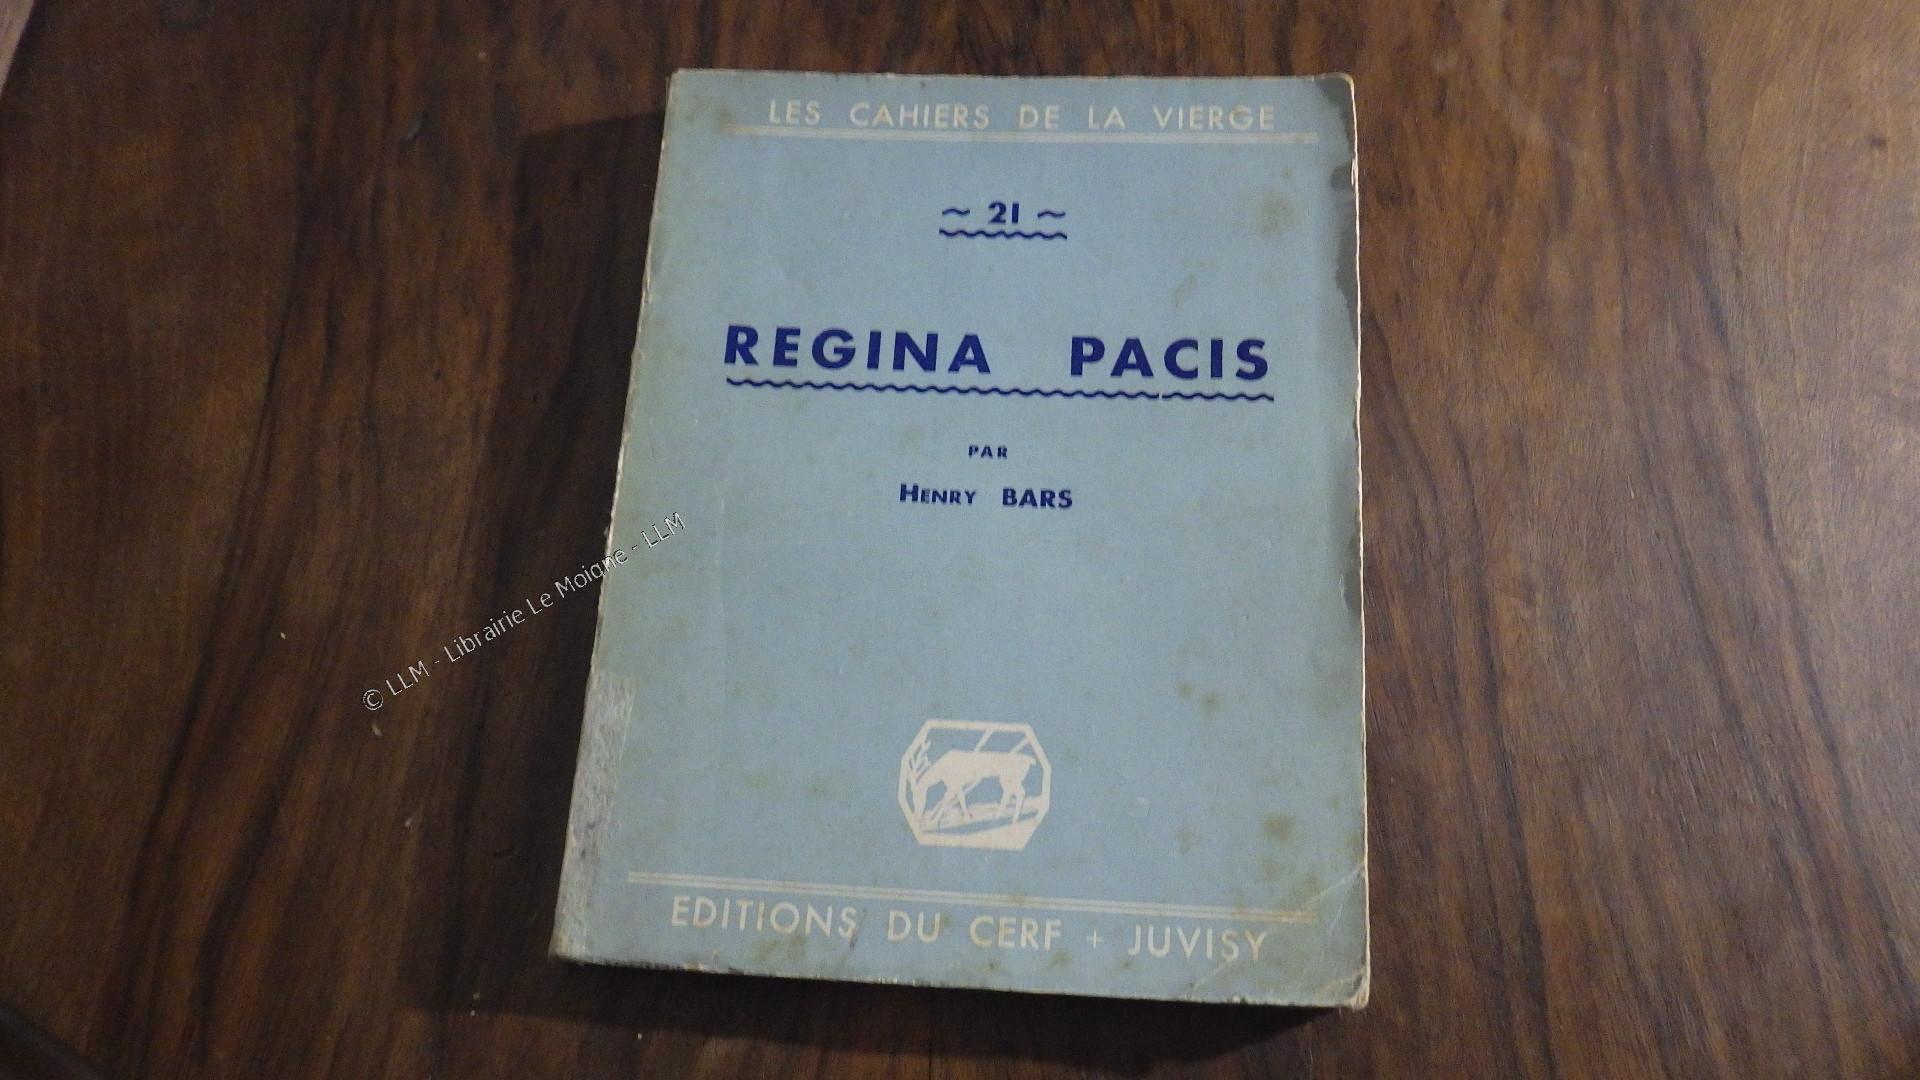 LES CAHIERS DE LA VIERGE
~ 21 ~
REGINA PACIS
PAR
HENRY BARS
© LLM - Librairie Le Moigne - LLM
EDITIONS DU CERF + JUVISY